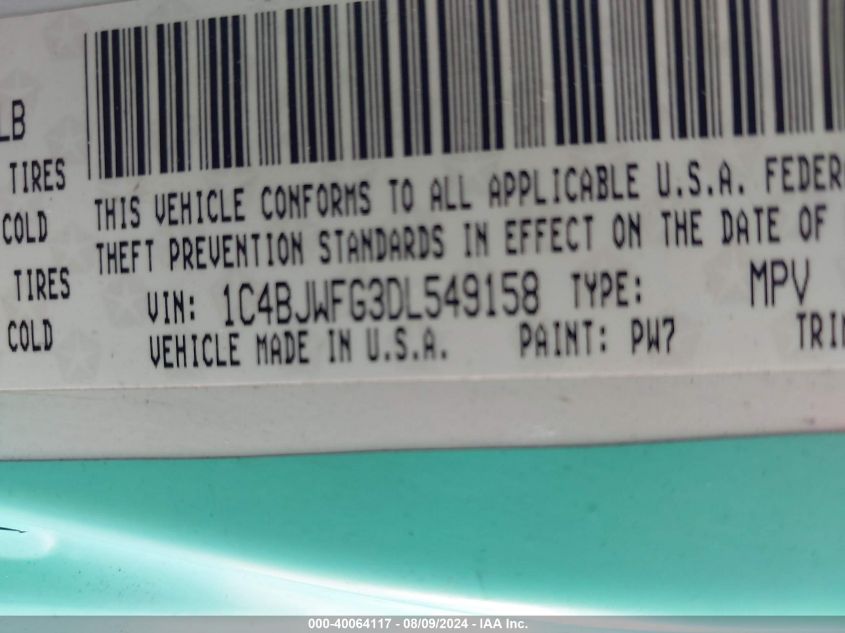 LB
TIRES
COLD
TIRES
COLD
THIS VEHICLE CONFORMS TO ALL APPLICABLE U.S.A. FEDER
THEFT PREVENTION STANDARDS IN EFFECT ON THE DATE OF
VIN: 1C4BJWFG3DL549158 TYPE: MPV
VEHICLE MADE IN U.S.A. PAINT: PW7 TRI
000-40064117 - 08/09/2024 - IAA Inc.